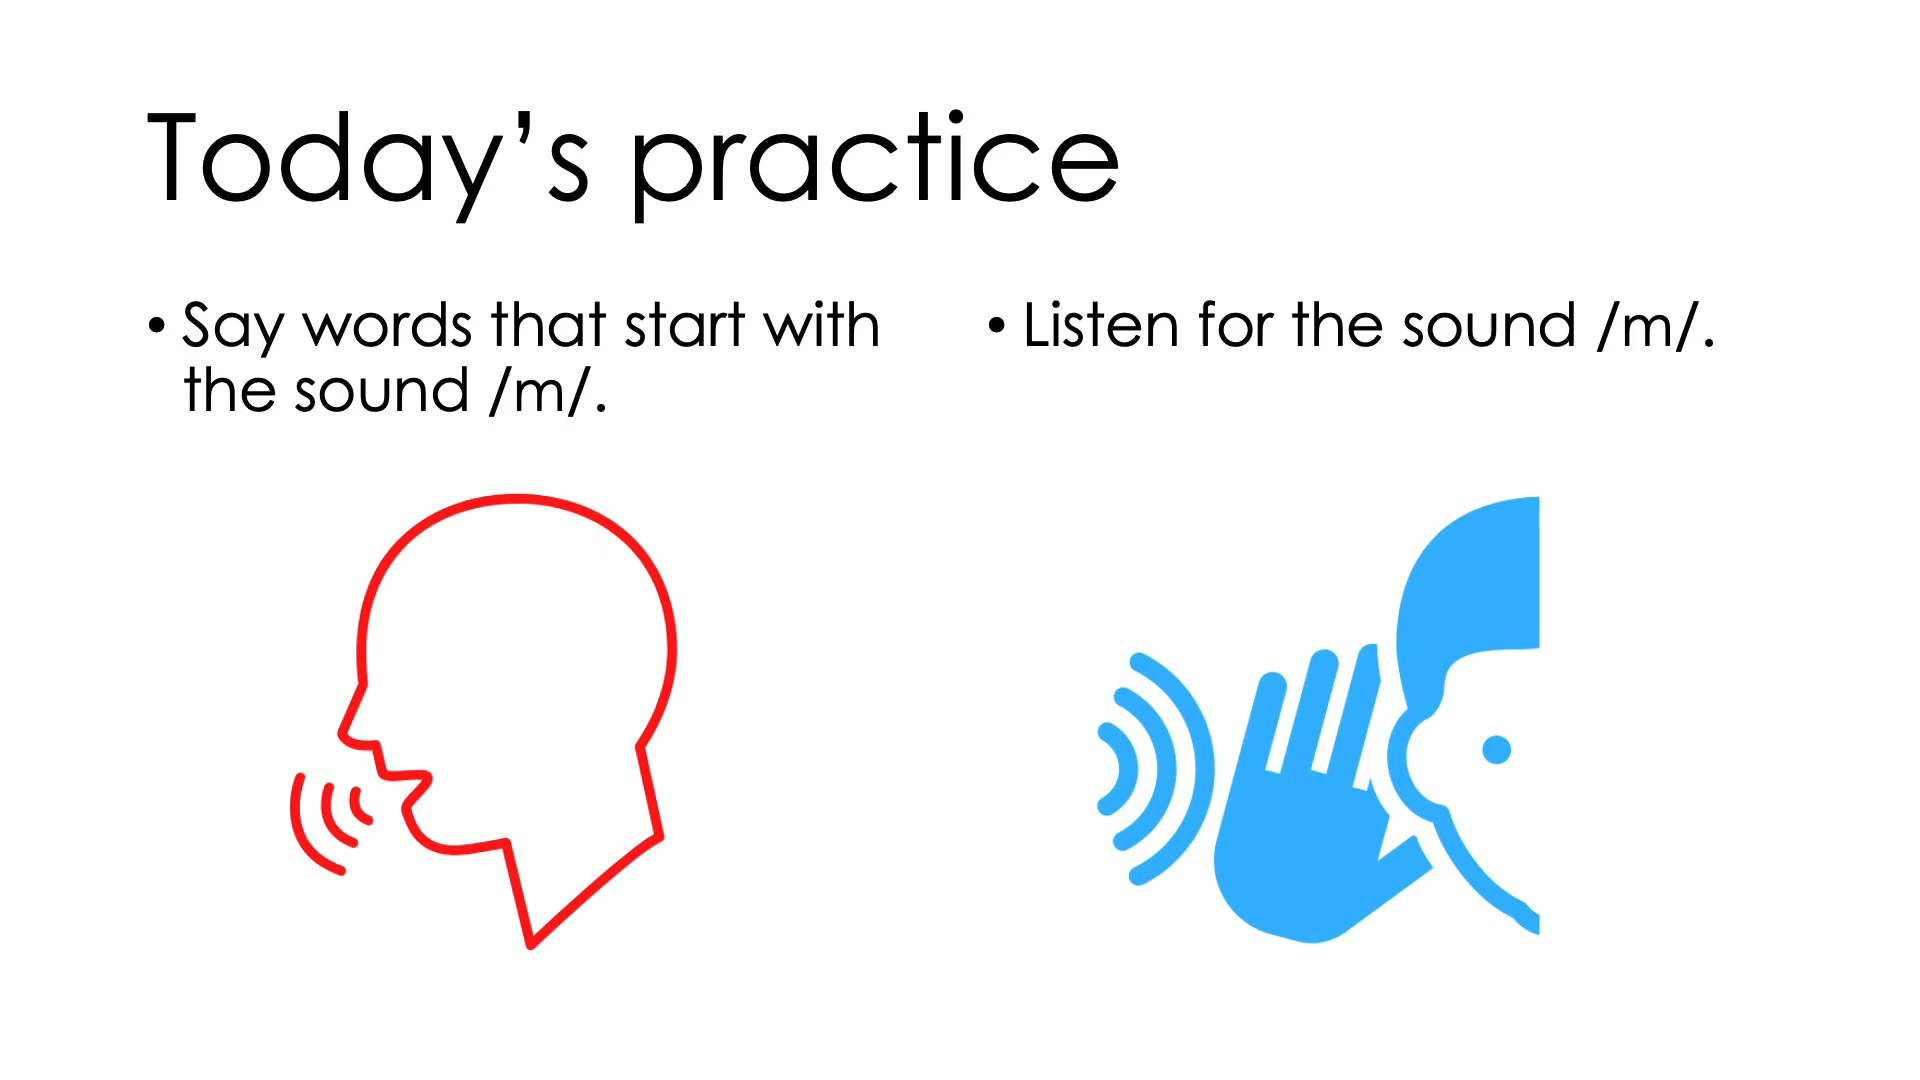 Today’s practice
• Say words that start with
the sound /m/.
• Listen for the sound /m/.